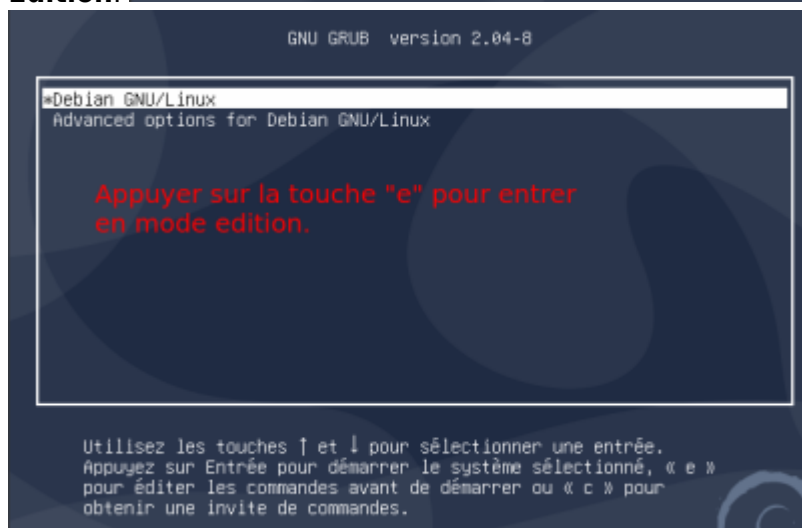 Edition.
GNU GRUB version 2.04-8
*Debian GNU/Linux
Advanced options for Debian GNU/Linux
Appuyer sur la touche "e" pour entrer
en mode edition.
Utilisez les touches ↑ et ↓ pour sélectionner une entrée.
Appuyez sur Entrée pour démarrer le système sélectionné, « e »
pour éditer les commandes avant de démarrer ou « c » pour
obtenir une invite de commandes.